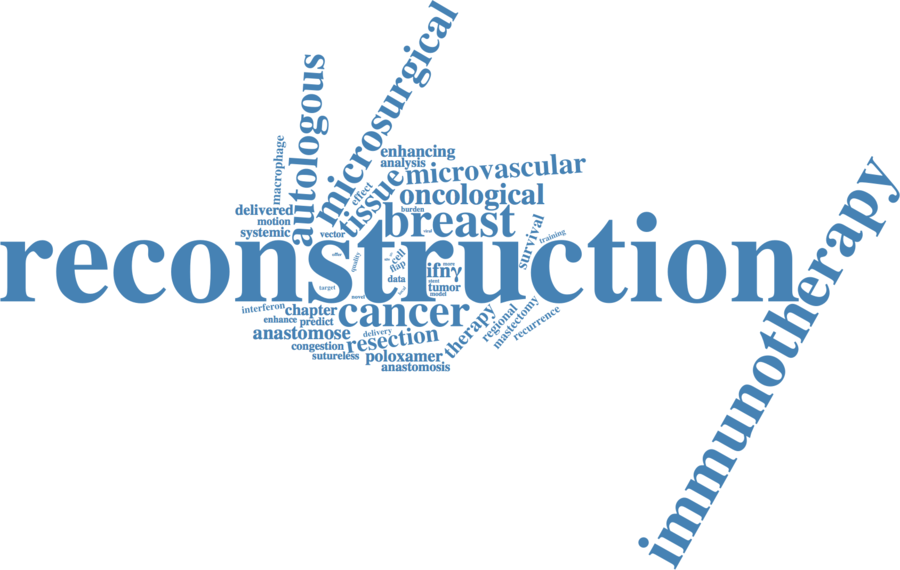 microsurgical
autologous
macrophage
enhancing
analysis
microvascular
tissue
effect
oncological
delivered
burden
breast
motion
systemic
vector
survival
training
reconstruction
quality
cell
flap
ifnγ
data
target
tumor
model
novel
interferon
chapter
cancer
enhance
predict
therapy
regional
mastectomy
recurrence
anastomose
delivery
resection
congestion
sutureless
poloxamer
anastomosis
immunotherapy